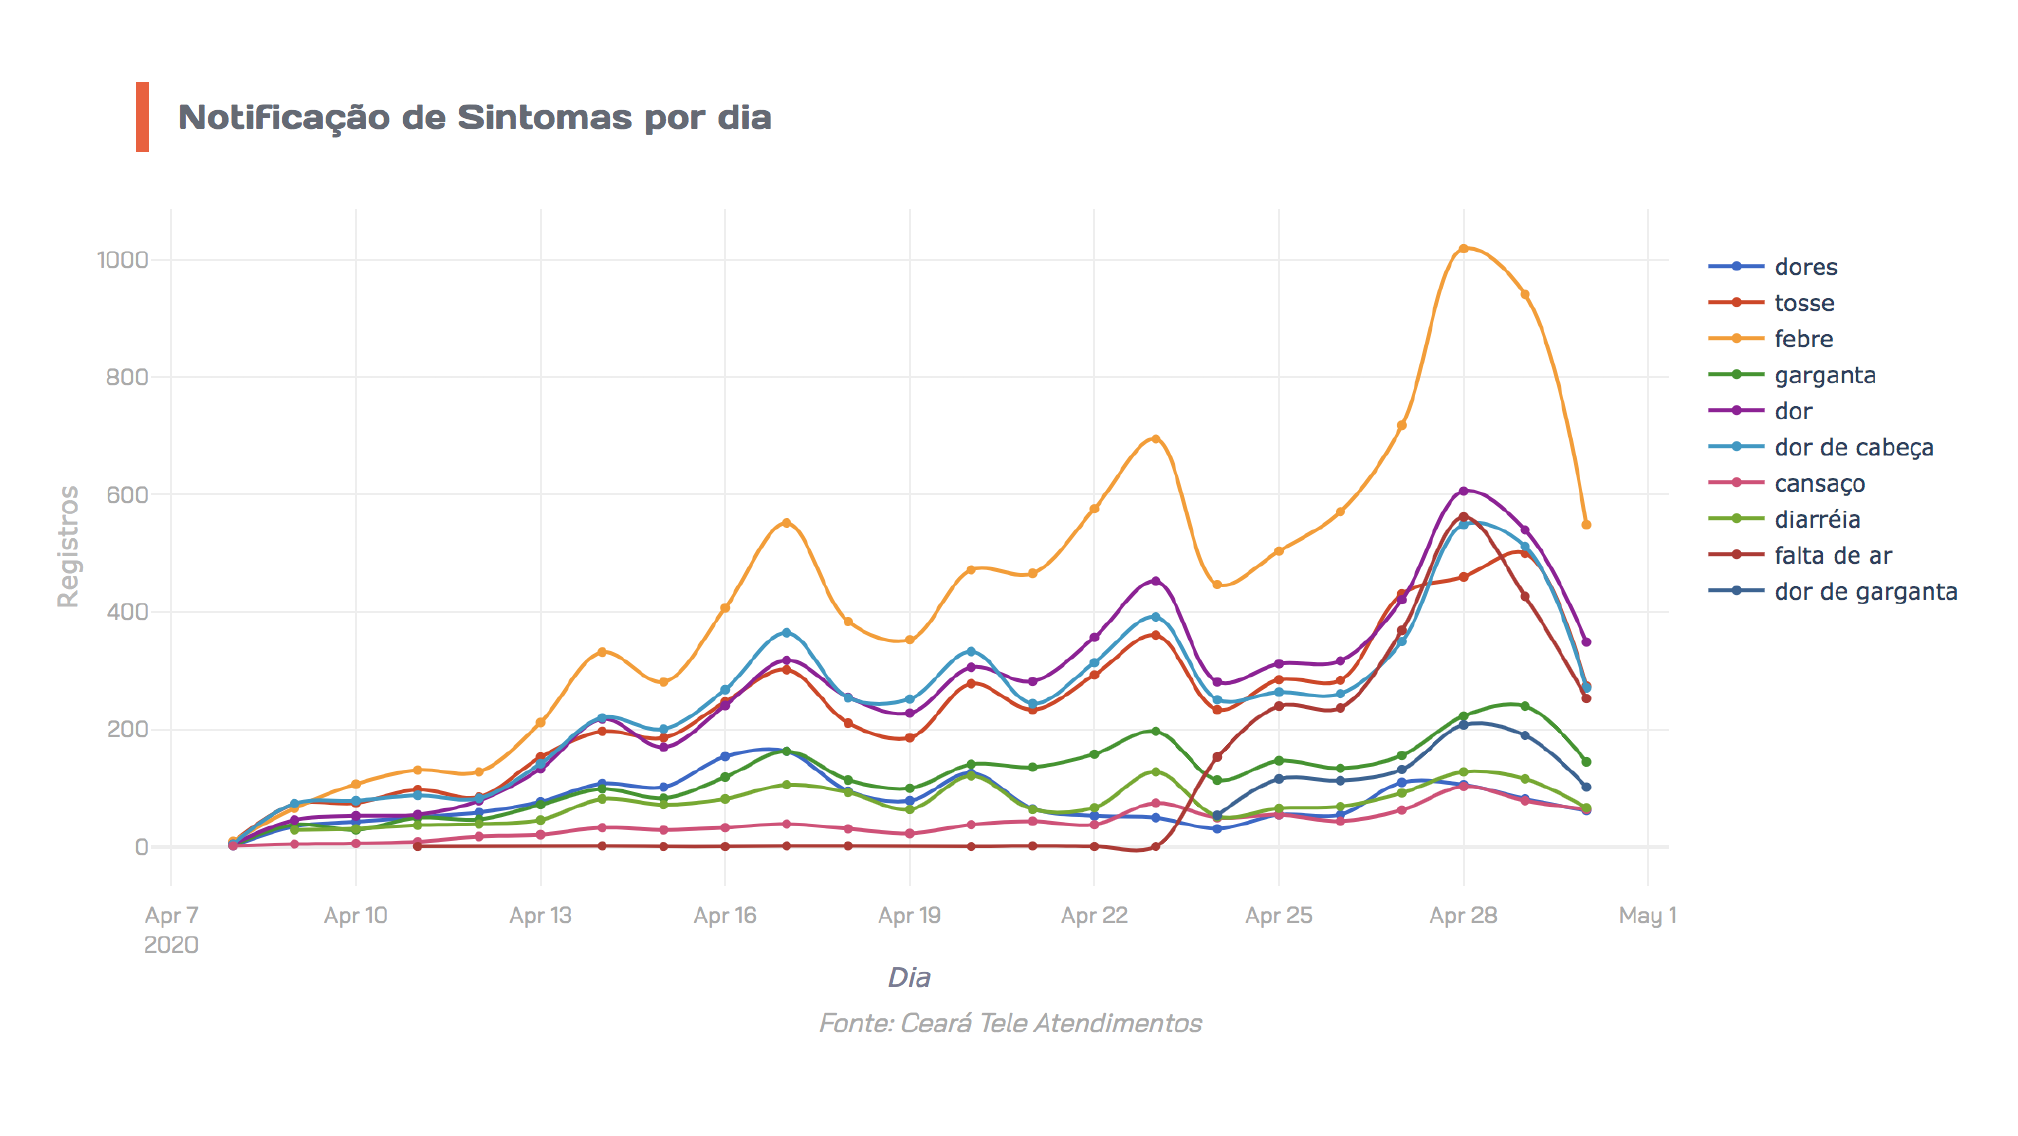 Notificação de Sintomas por dia
1000
800
600
400
200
0
Registros
Apr 7
2020
Apr 10
Apr 13
Apr 16
Apr 19
Apr 22
Apr 25
Apr 28
May 1
Dia
Fonte: Ceará Tele Atendimentos
dores
tosse
febre
garganta
dor
dor de cabeça
cansaço
diarréia
falta de ar
dor de garganta